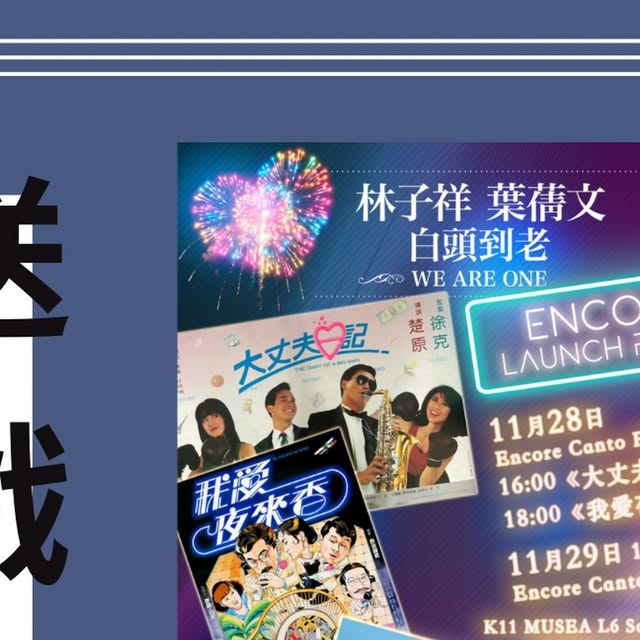 送
戲
林子祥 葉蒨文
白頭到老
WE ARE ONE
監製
徐克
導演
楚原
大丈夫日記
THE DIARY OF A BIG MAN
我愛
夜來香
ENCO
LAUNCH
11月28日
Encore Canto
16:00《大丈夫
18:00《我愛
11月29日 1
Encore Canto
K11 MUSEA L6